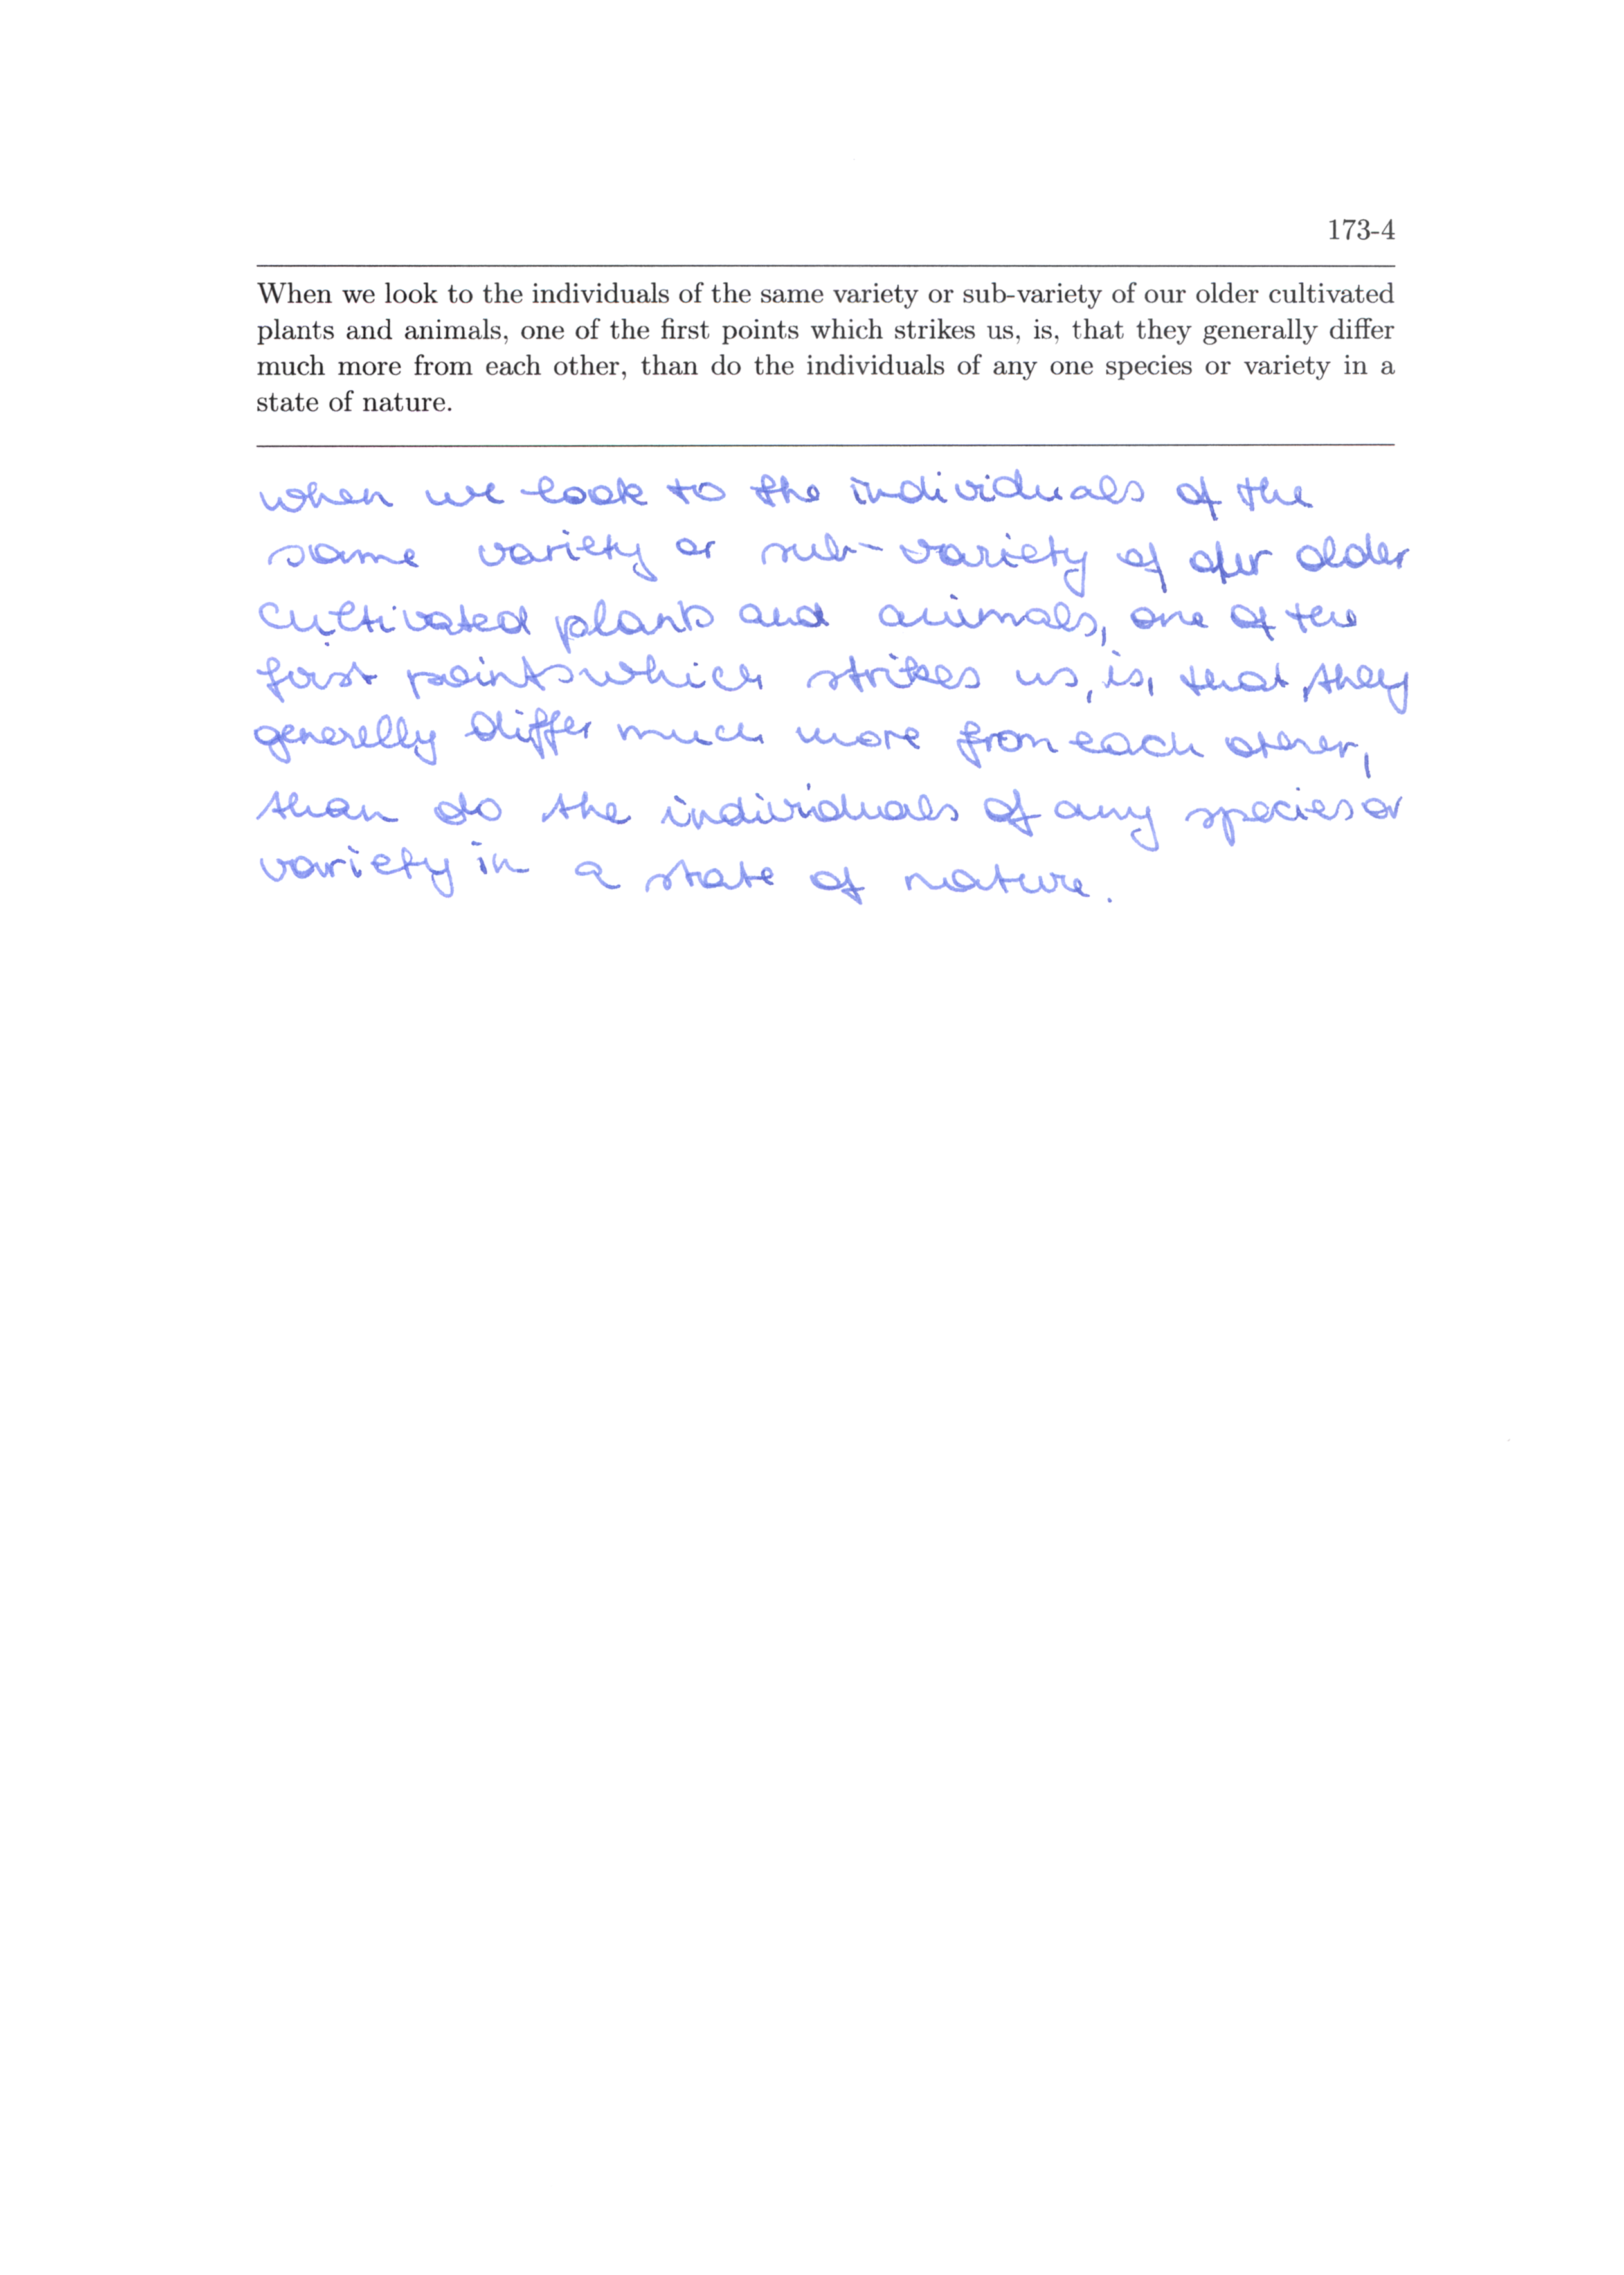 173-4
When we look to the individuals of the same variety or sub-variety of our older cultivated
plants and animals, one of the first points which strikes us, is, that they generally differ
much more from each other, than do the individuals of any one species or variety in a
state of nature.
when we look to the individuals of the
same variety or sub-variety of our older
cultivated plants and animals, one of the
first points which strikes us, is, that, they
generelly differ much more from each other,
than do the individuals of any species or
variety in a state of nature.